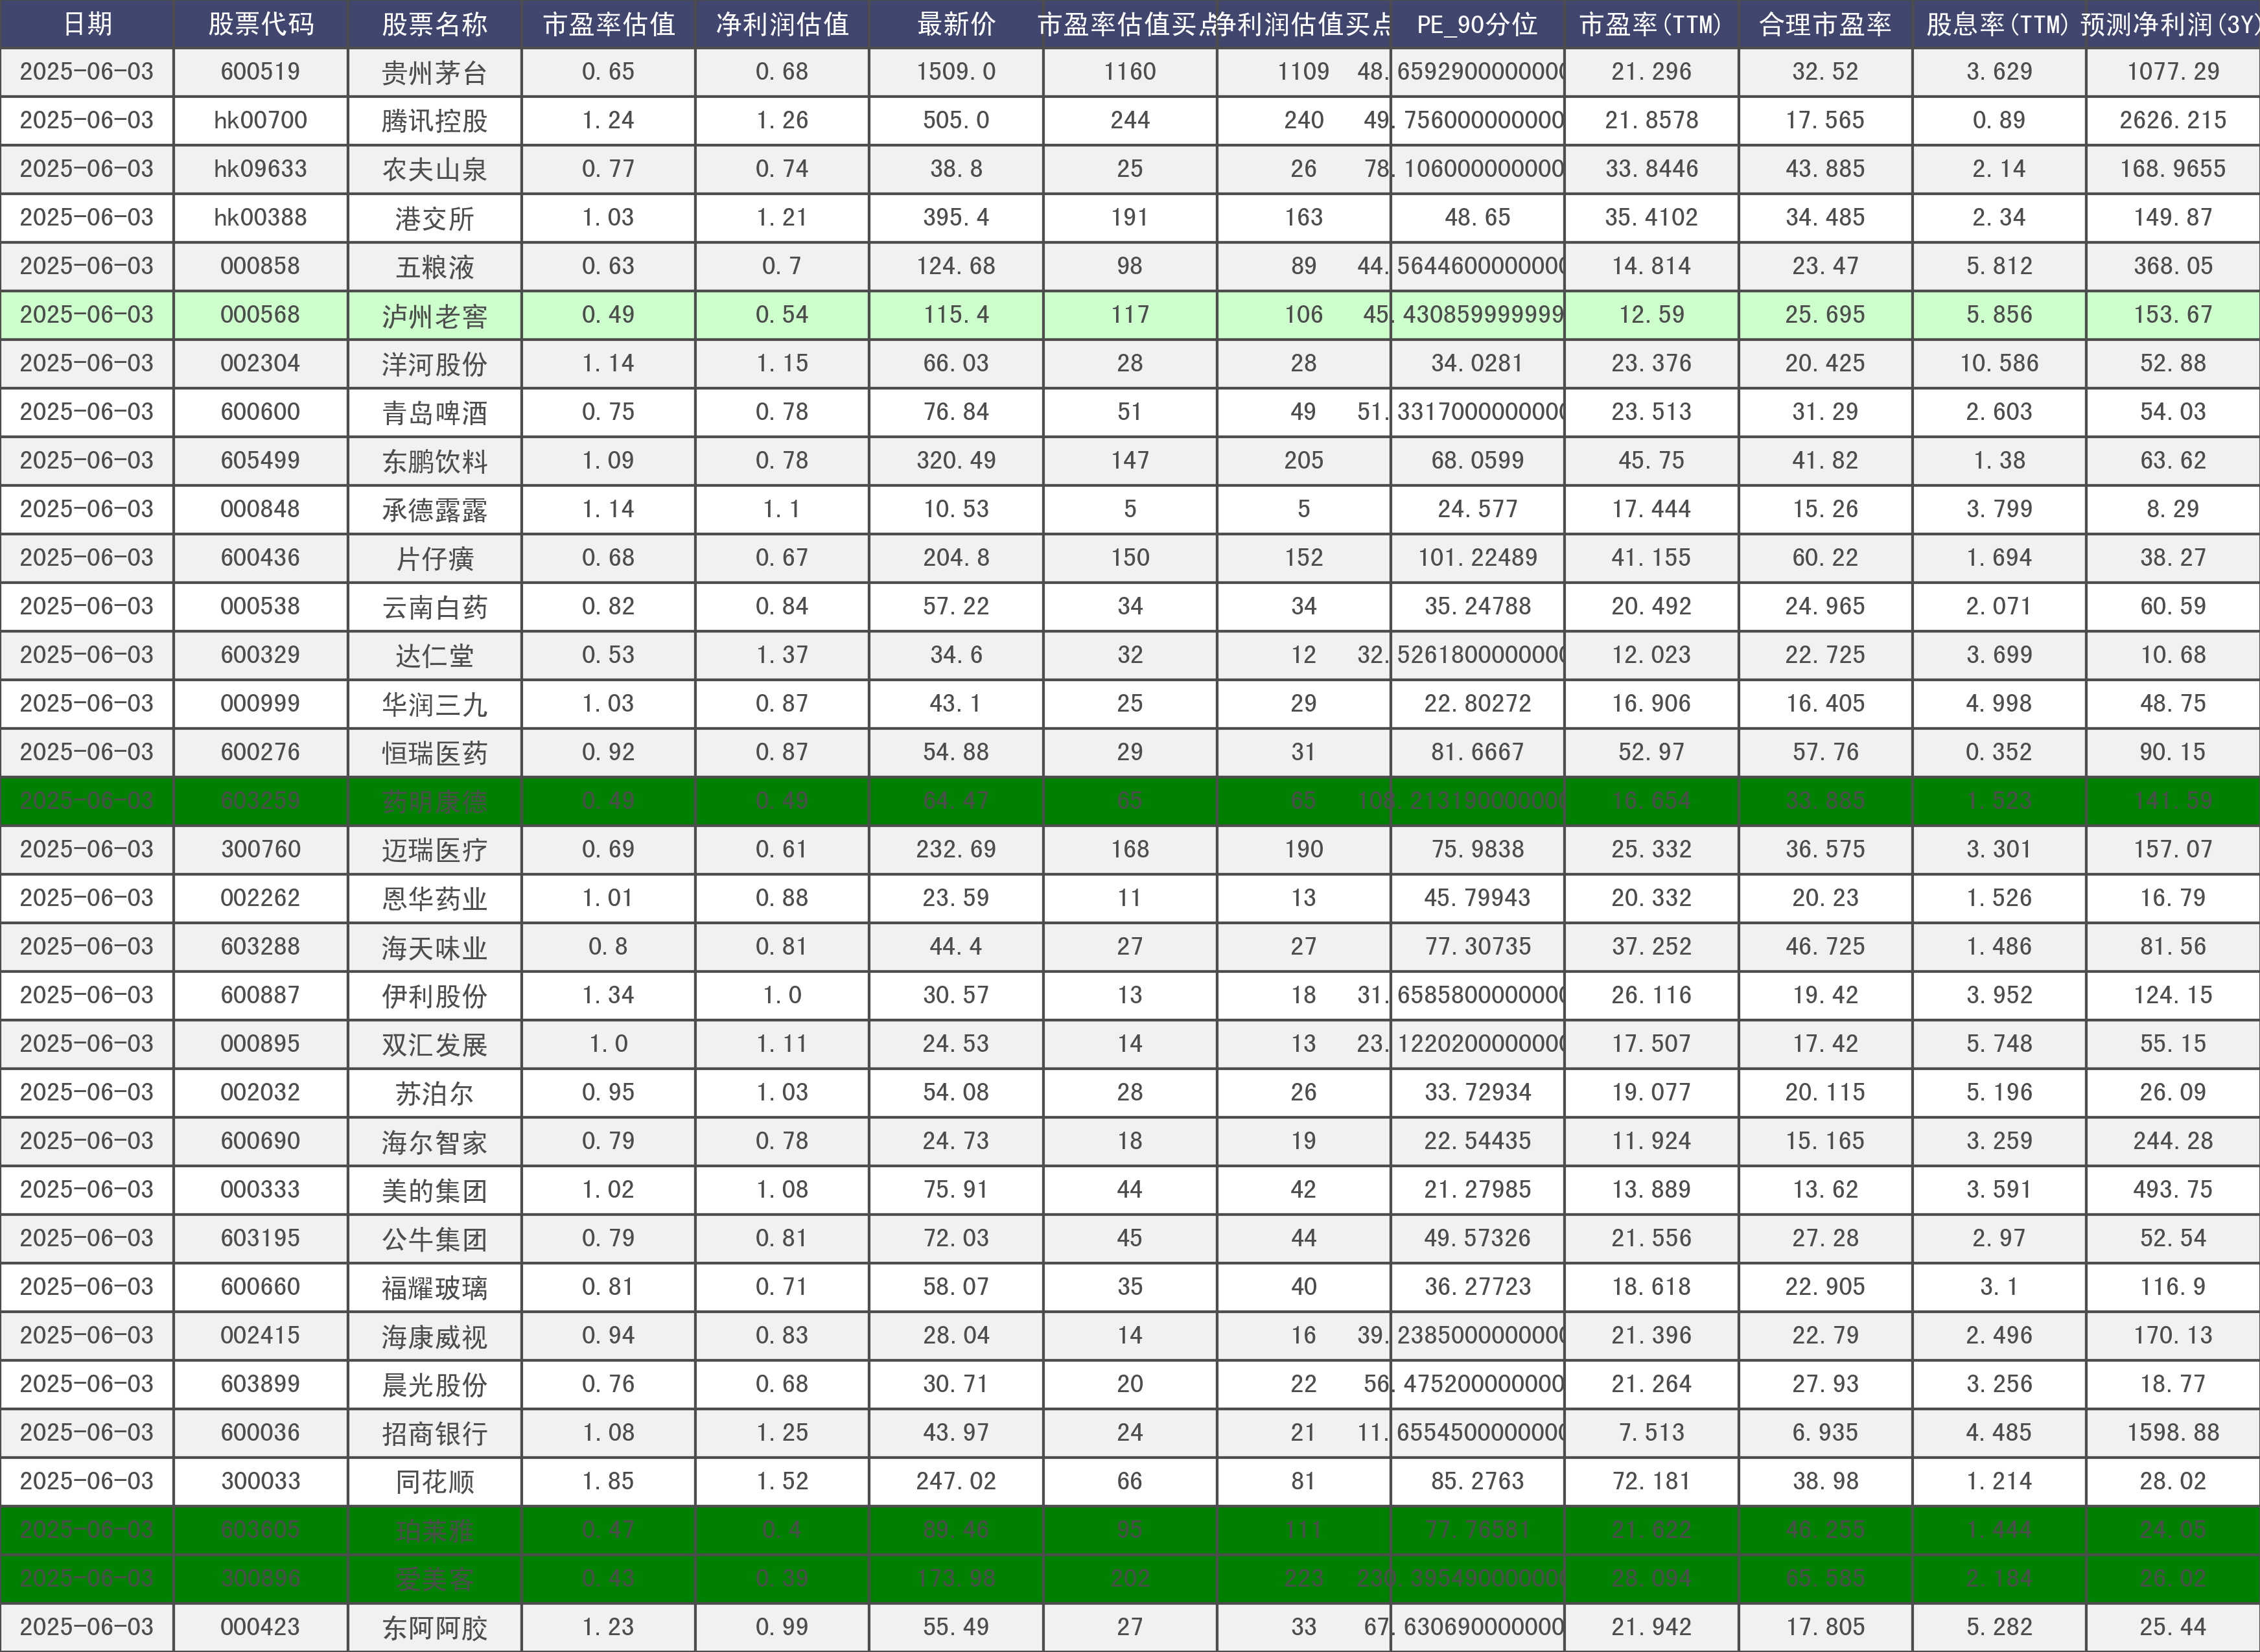 日期 股票代码 股票名称 市盈率估值 净利润估值 最新价 市盈率估值买点 净利润估值买点 PE_90分位 市盈率(TTM) 合理市盈率 股息率(TTM) 预测净利润(3Y)
2025-06-03 600519 贵州茅台 0.65 0.68 1509.0 1160 1109 48.6592900000000 21.296 32.52 3.629 1077.29
2025-06-03 hk00700 腾讯控股 1.24 1.26 505.0 244 240 49.756000000000 21.8578 17.565 0.89 2626.215
2025-06-03 hk09633 农夫山泉 0.77 0.74 38.8 25 26 78.106000000000 33.8446 43.885 2.14 168.9655
2025-06-03 hk00388 港交所 1.03 1.21 395.4 191 163 48.65 35.4102 34.485 2.34 149.87
2025-06-03 000858 五粮液 0.63 0.7 124.68 98 89 44.5644600000000 14.814 23.47 5.812 368.05
2025-06-03 000568 泸州老窖 0.49 0.54 115.4 117 106 45.430859999999 12.59 25.695 5.856 153.67
2025-06-03 002304 洋河股份 1.14 1.15 66.03 28 28 34.0281 23.376 20.425 10.586 52.88
2025-06-03 600600 青岛啤酒 0.75 0.78 76.84 51 49 51.3317000000000 23.513 31.29 2.603 54.03
2025-06-03 605499 东鹏饮料 1.09 0.78 320.49 147 205 68.0599 45.75 41.82 1.38 63.62
2025-06-03 000848 承德露露 1.14 1.1 10.53 5 5 24.577 17.444 15.26 3.799 8.29
2025-06-03 600436 片仔癀 0.68 0.67 204.8 150 152 101.22489 41.155 60.22 1.694 38.27
2025-06-03 000538 云南白药 0.82 0.84 57.22 34 34 35.24788 20.492 24.965 2.071 60.59
2025-06-03 600329 达仁堂 0.53 1.37 34.6 32 12 32.5261800000000 12.023 22.725 3.699 10.68
2025-06-03 000999 华润三九 1.03 0.87 43.1 25 29 22.80272 16.906 16.405 4.998 48.75
2025-06-03 600276 恒瑞医药 0.92 0.87 54.88 29 31 81.6667 52.97 57.76 0.352 90.15
2025-06-03 603259 药明康德 0.49 0.49 64.47 65 65 108.213190000000 16.654 33.885 1.523 141.59
2025-06-03 300760 迈瑞医疗 0.69 0.61 232.69 168 190 75.9838 25.332 36.575 3.301 157.07
2025-06-03 002262 恩华药业 1.01 0.88 23.59 11 13 45.79943 20.332 20.23 1.526 16.79
2025-06-03 603288 海天味业 0.8 0.81 44.4 27 27 77.30735 37.252 46.725 1.486 81.56
2025-06-03 600887 伊利股份 1.34 1.0 30.57 13 18 31.6585800000000 26.116 19.42 3.952 124.15
2025-06-03 000895 双汇发展 1.0 1.11 24.53 14 13 23.1220200000000 17.507 17.42 5.748 55.15
2025-06-03 002032 苏泊尔 0.95 1.03 54.08 28 26 33.72934 19.077 20.115 5.196 26.09
2025-06-03 600690 海尔智家 0.79 0.78 24.73 18 19 22.54435 11.924 15.165 3.259 244.28
2025-06-03 000333 美的集团 1.02 1.08 75.91 44 42 21.27985 13.889 13.62 3.591 493.75
2025-06-03 603195 公牛集团 0.79 0.81 72.03 45 44 49.57326 21.556 27.28 2.97 52.54
2025-06-03 600660 福耀玻璃 0.81 0.71 58.07 35 40 36.27723 18.618 22.905 3.1 116.9
2025-06-03 002415 海康威视 0.94 0.83 28.04 14 16 39.2385000000000 21.396 22.79 2.496 170.13
2025-06-03 603899 晨光股份 0.76 0.68 30.71 20 22 56.475200000000 21.264 27.93 3.256 18.77
2025-06-03 600036 招商银行 1.08 1.25 43.97 24 21 11.6554500000000 7.513 6.935 4.485 1598.88
2025-06-03 300033 同花顺 1.85 1.52 247.02 66 81 85.2763 72.181 38.98 1.214 28.02
2025-06-03 603605 珀莱雅 0.47 0.4 89.46 95 111 77.76581 21.622 46.255 1.444 24.05
2025-06-03 300896 爱美客 0.43 0.39 173.98 202 223 230.395490000000 28.094 65.585 2.184 26.02
2025-06-03 000423 东阿阿胶 1.23 0.99 55.49 27 33 67.630690000000 21.942 17.805 5.282 25.44